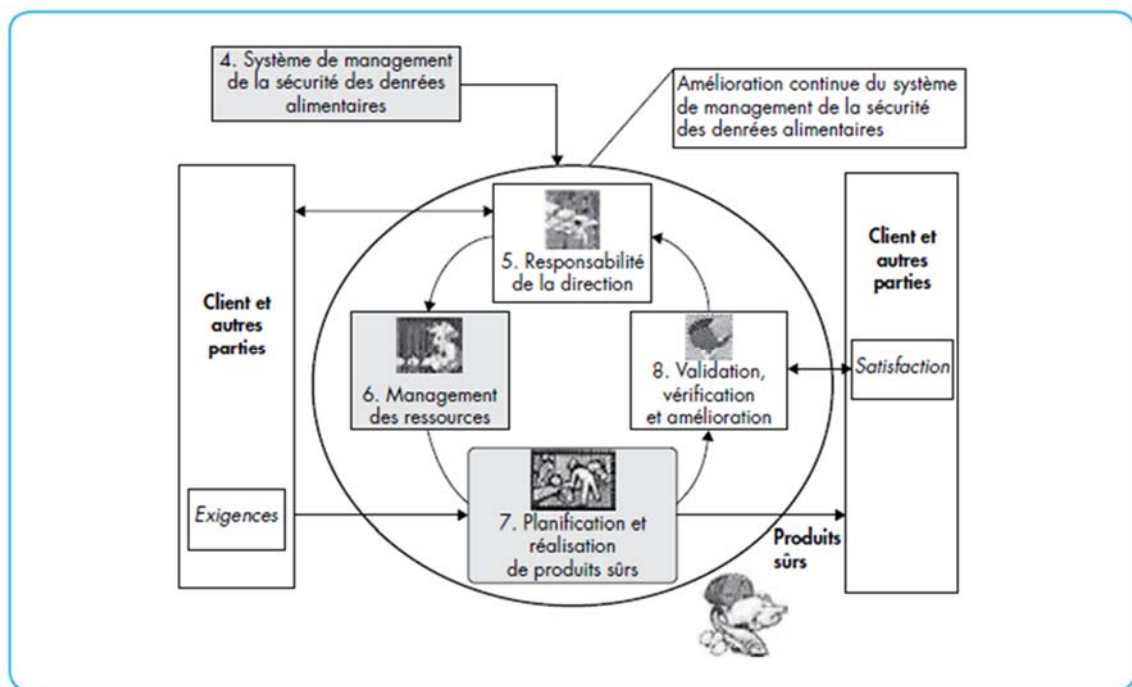 4. Système de management
de la sécurité des denrées
alimentaires
Amélioration continue du système
de management de la sécurité
des denrées alimentaires
Client et
autres
parties
Exigences
5. Responsabilité
de la direction
6. Management
des ressources
7. Planification et
réalisation
de produits sûrs
8. Validation,
vérification
et amélioration
Client et
autres
parties
Satisfaction
Produits
sûrs